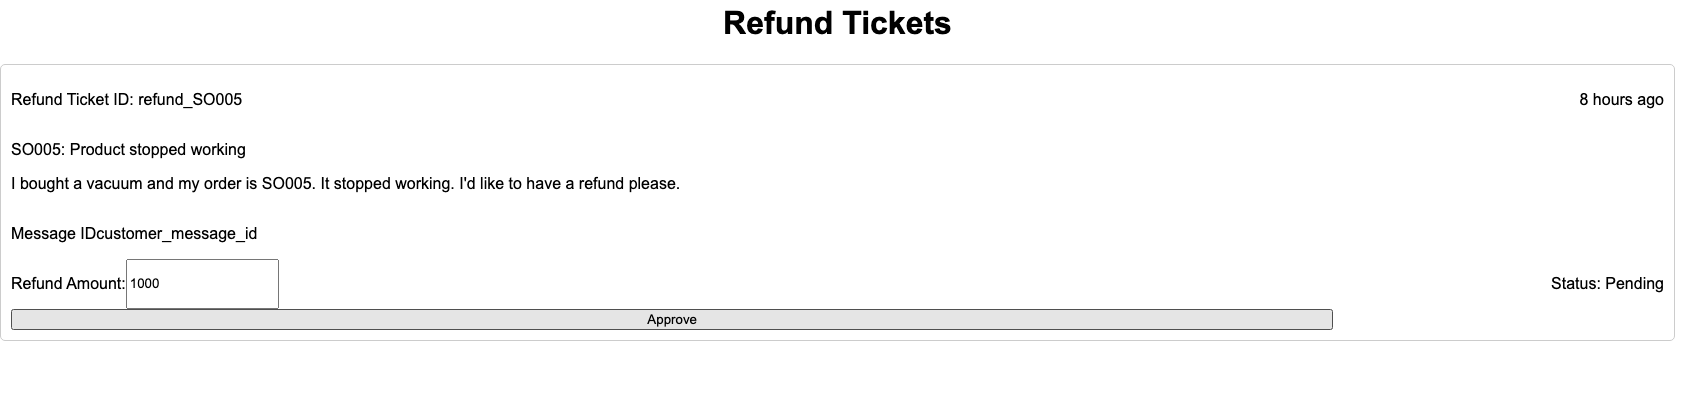 Refund Tickets
Refund Ticket ID: refund_SO005 8 hours ago
SO005: Product stopped working
I bought a vacuum and my order is SO005. It stopped working. I'd like to have a refund please.
Message IDcustomer_message_id
Refund Amount: 1000 Status: Pending
Approve